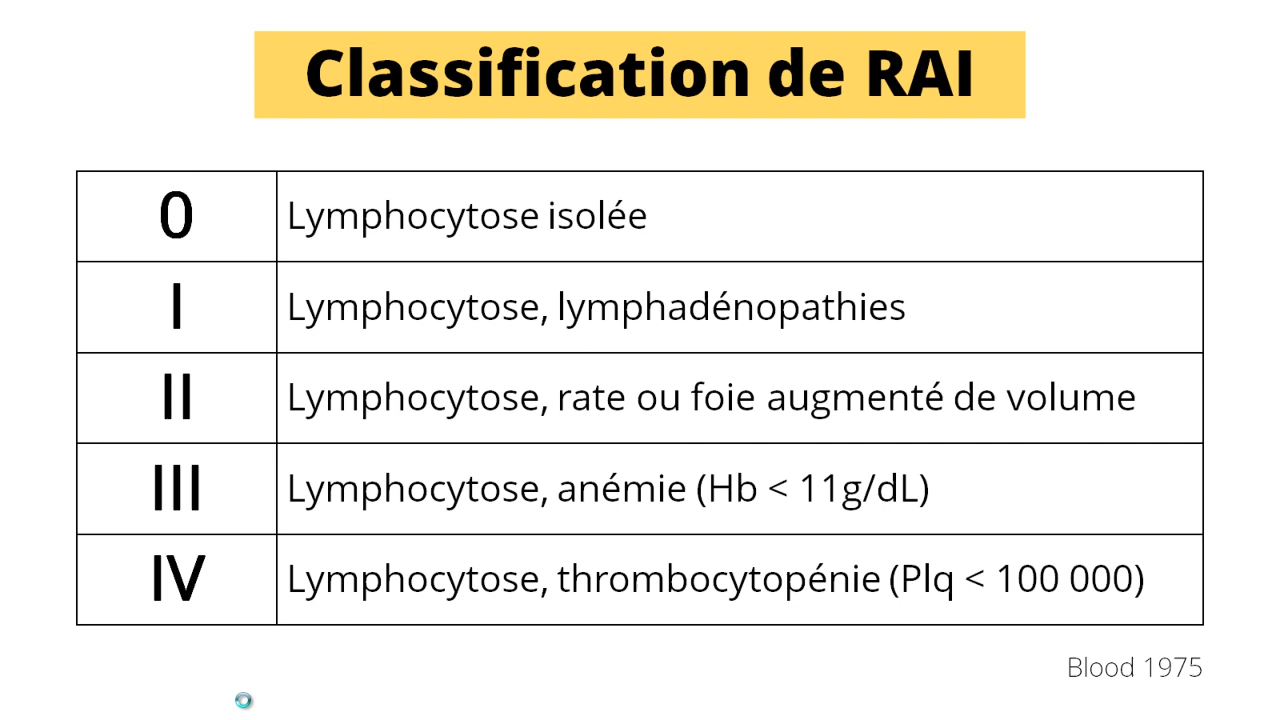 Classification de RAI
0 Lymphocytose isolée
I Lymphocytose, lymphadénopathies
II Lymphocytose, rate ou foie augmenté de volume
III Lymphocytose, anémie (Hb < 11g/dL)
IV Lymphocytose, thrombocytopénie (Plq < 100 000)
Blood 1975